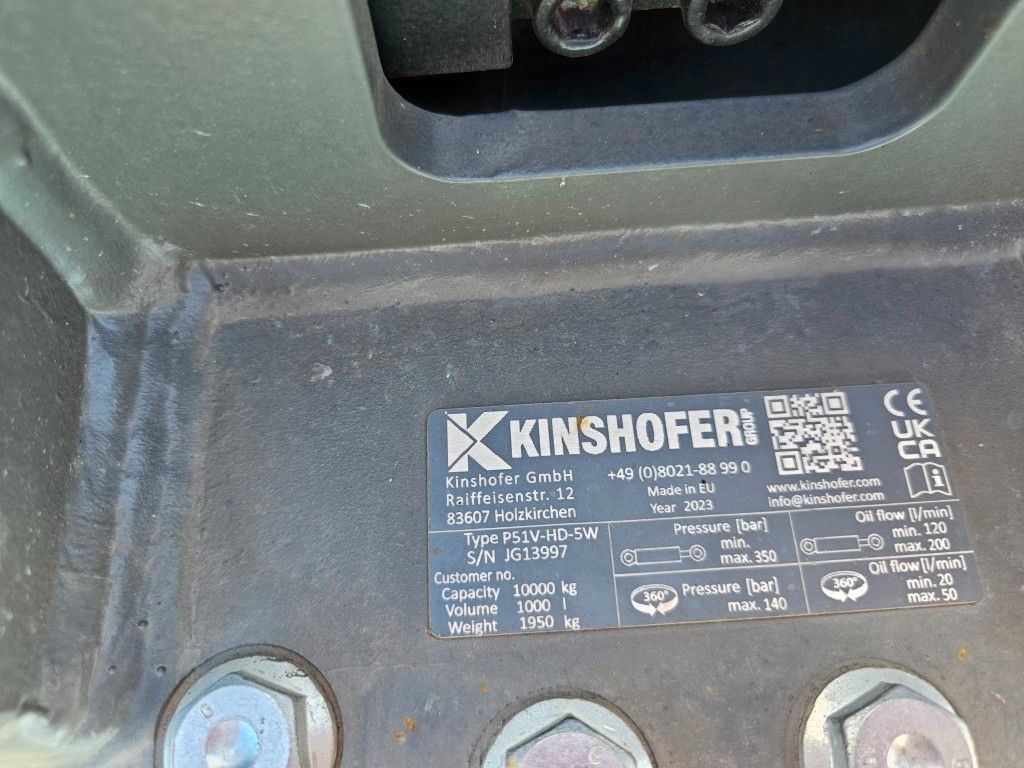 KINSHOFER GROUP
CE
UK
CA
Kinshofer GmbH
Raiffeisenstr. 12
83607 Holzkirchen
+49 (0)8021-88 99 0
Made in EU
Year 2023
www.kinshofer.com
info@kinshofer.com
i
Type P51V-HD-5W
S/N JG13997
Customer no.
Capacity 10000 kg
Volume 1000 l
Weight 1950 kg
Pressure [bar]
min.
max. 350
Oil flow [l/min]
min. 120
max. 200
360°
Pressure [bar]
max. 140
360°
Oil flow [l/min]
min. 20
max. 50